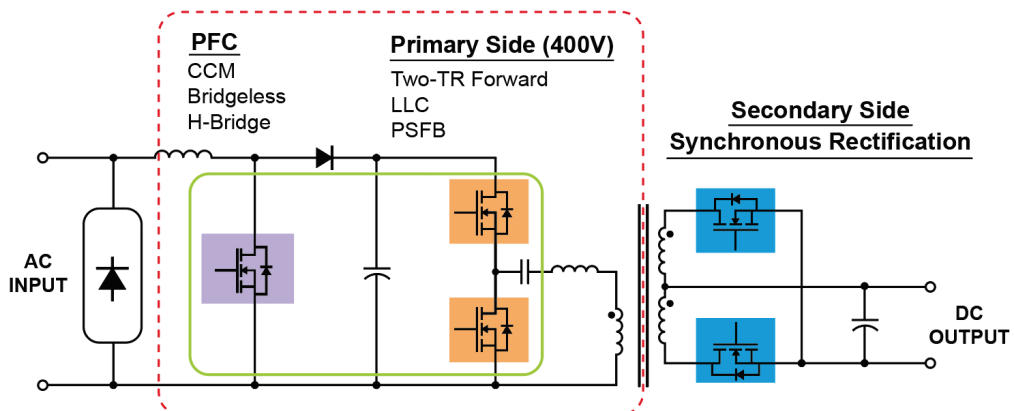 PFC
CCM
Bridgeless
H-Bridge
Primary Side (400V)
Two-TR Forward
LLC
PSFB
Secondary Side
Synchronous Rectification
AC
INPUT
DC
OUTPUT